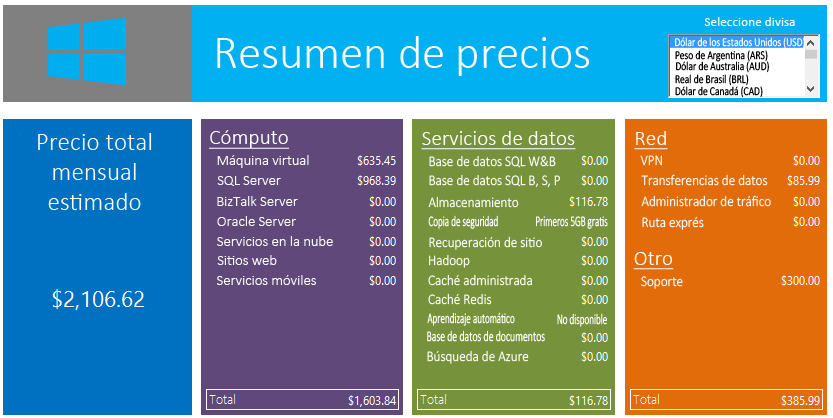 Resumen de precios
Seleccione divisa
Dólar de los Estados Unidos (USD
Peso de Argentina (ARS)
Dólar de Australia (AUD)
Real de Brasil (BRL)
Dólar de Canadá (CAD)
Precio total
mensual
estimado
$2,106.62
Cómputo
Máquina virtual $635.45
SQL Server $968.39
BizTalk Server $0.00
Oracle Server $0.00
Servicios en la nube $0.00
Sitios web $0.00
Servicios móviles $0.00
Total $1,603.84
Servicios de datos
Base de datos SQL W&B $0.00
Base de datos SQL B, S, P $0.00
Almacenamiento $116.78
Copia de seguridad Primeros 5GB gratis
Recuperación de sitio $0.00
Hadoop $0.00
Caché administrada $0.00
Caché Redis $0.00
Aprendizaje automático No disponible
Base de datos de documentos $0.00
Búsqueda de Azure $0.00
Total $116.78
Red
VPN $0.00
Transferencias de datos $85.99
Administrador de tráfico $0.00
Ruta exprés $0.00
Otro
Soporte $300.00
Total $385.99